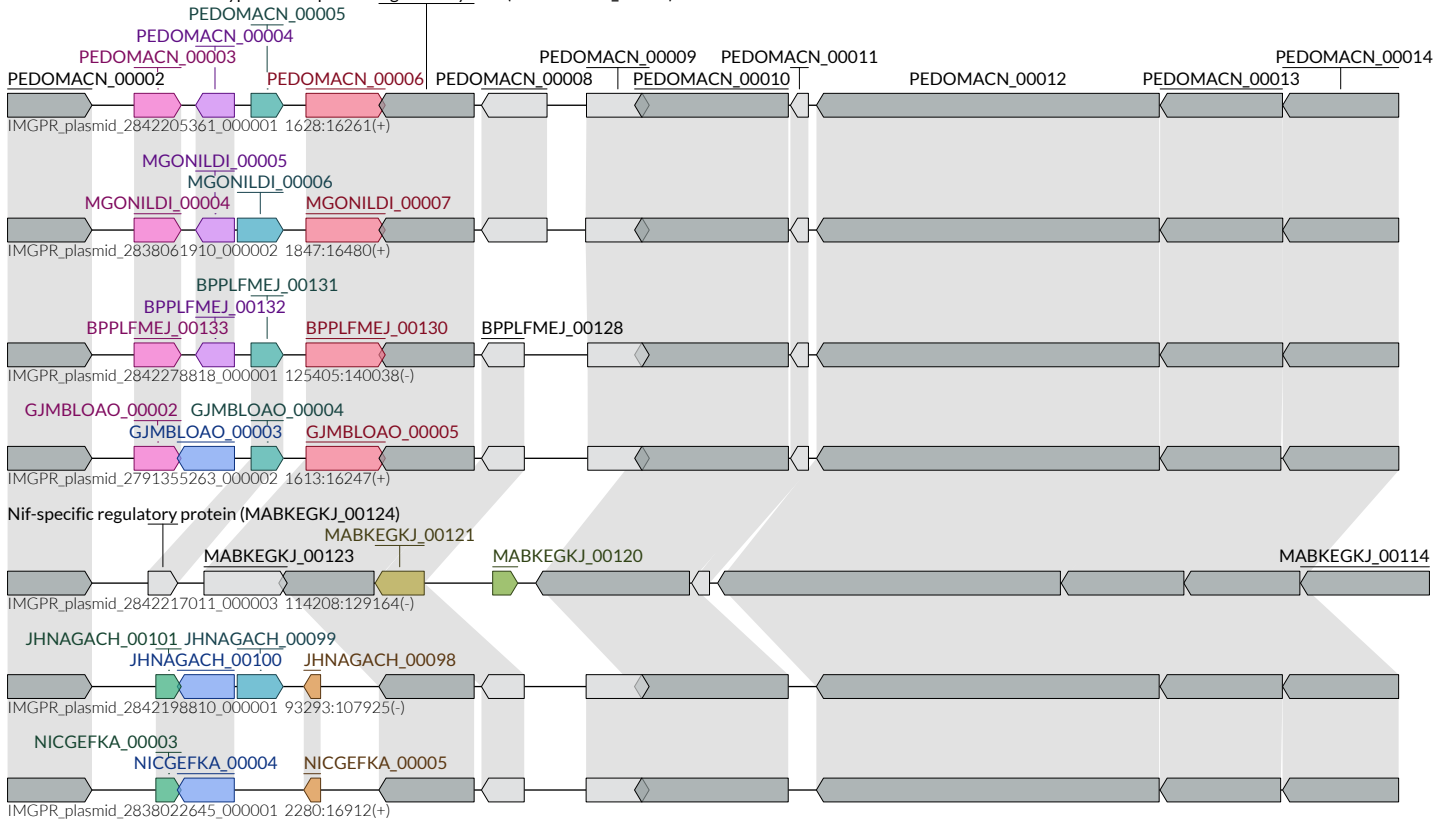 PEDOMACN_00005
PEDOMACN_00004
PEDOMACN_00003 PEDOMACN_00009 PEDOMACN_00011 PEDOMACN_00014
PEDOMACN_00002 PEDOMACN_00006 PEDOMACN_00008 PEDOMACN_00010 PEDOMACN_00012 PEDOMACN_00013
IMGPR_plasmid_2842205361_000001 1628:16261(+)
MGONILDI_00005
MGONILDI_00006
MGONILDI_00004 MGONILDI_00007
IMGPR_plasmid_2838061910_000002 1847:16480(+)
BPPLFMEJ_00131
BPPLFMEJ_00132
BPPLFMEJ_00133 BPPLFMEJ_00130 BPPLFMEJ_00128
IMGPR_plasmid_2842278818_000001 125405:140038(-)
GJMBLOAO_00002 GJMBLOAO_00004
GJMBLOAO_00003 GJMBLOAO_00005
IMGPR_plasmid_2791355263_000002 1613:16247(+)
Nif-specific regulatory protein (MABKEGKJ_00124)
MABKEGKJ_00121
MABKEGKJ_00123 MABKEGKJ_00120 MABKEGKJ_00114
IMGPR_plasmid_2842217011_000003 114208:129164(-)
JHNAGACH_00101 JHNAGACH_00099
JHNAGACH_00100 JHNAGACH_00098
IMGPR_plasmid_2842198810_000001 93293:107925(-)
NICGEFKA_00003
NICGEFKA_00004 NICGEFKA_00005
IMGPR_plasmid_2838022645_000001 2280:16912(+)